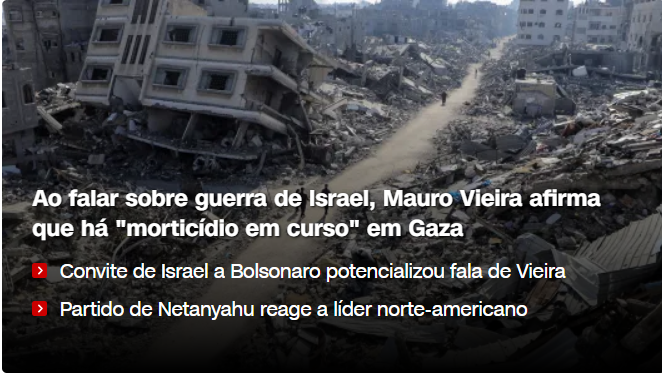 Ao falar sobre guerra de Israel, Mauro Vieira afirma
que há "morticídio em curso" em Gaza
Convite de Israel a Bolsonaro potencializou fala de Vieira
Partido de Netanyahu reage a líder norte-americano